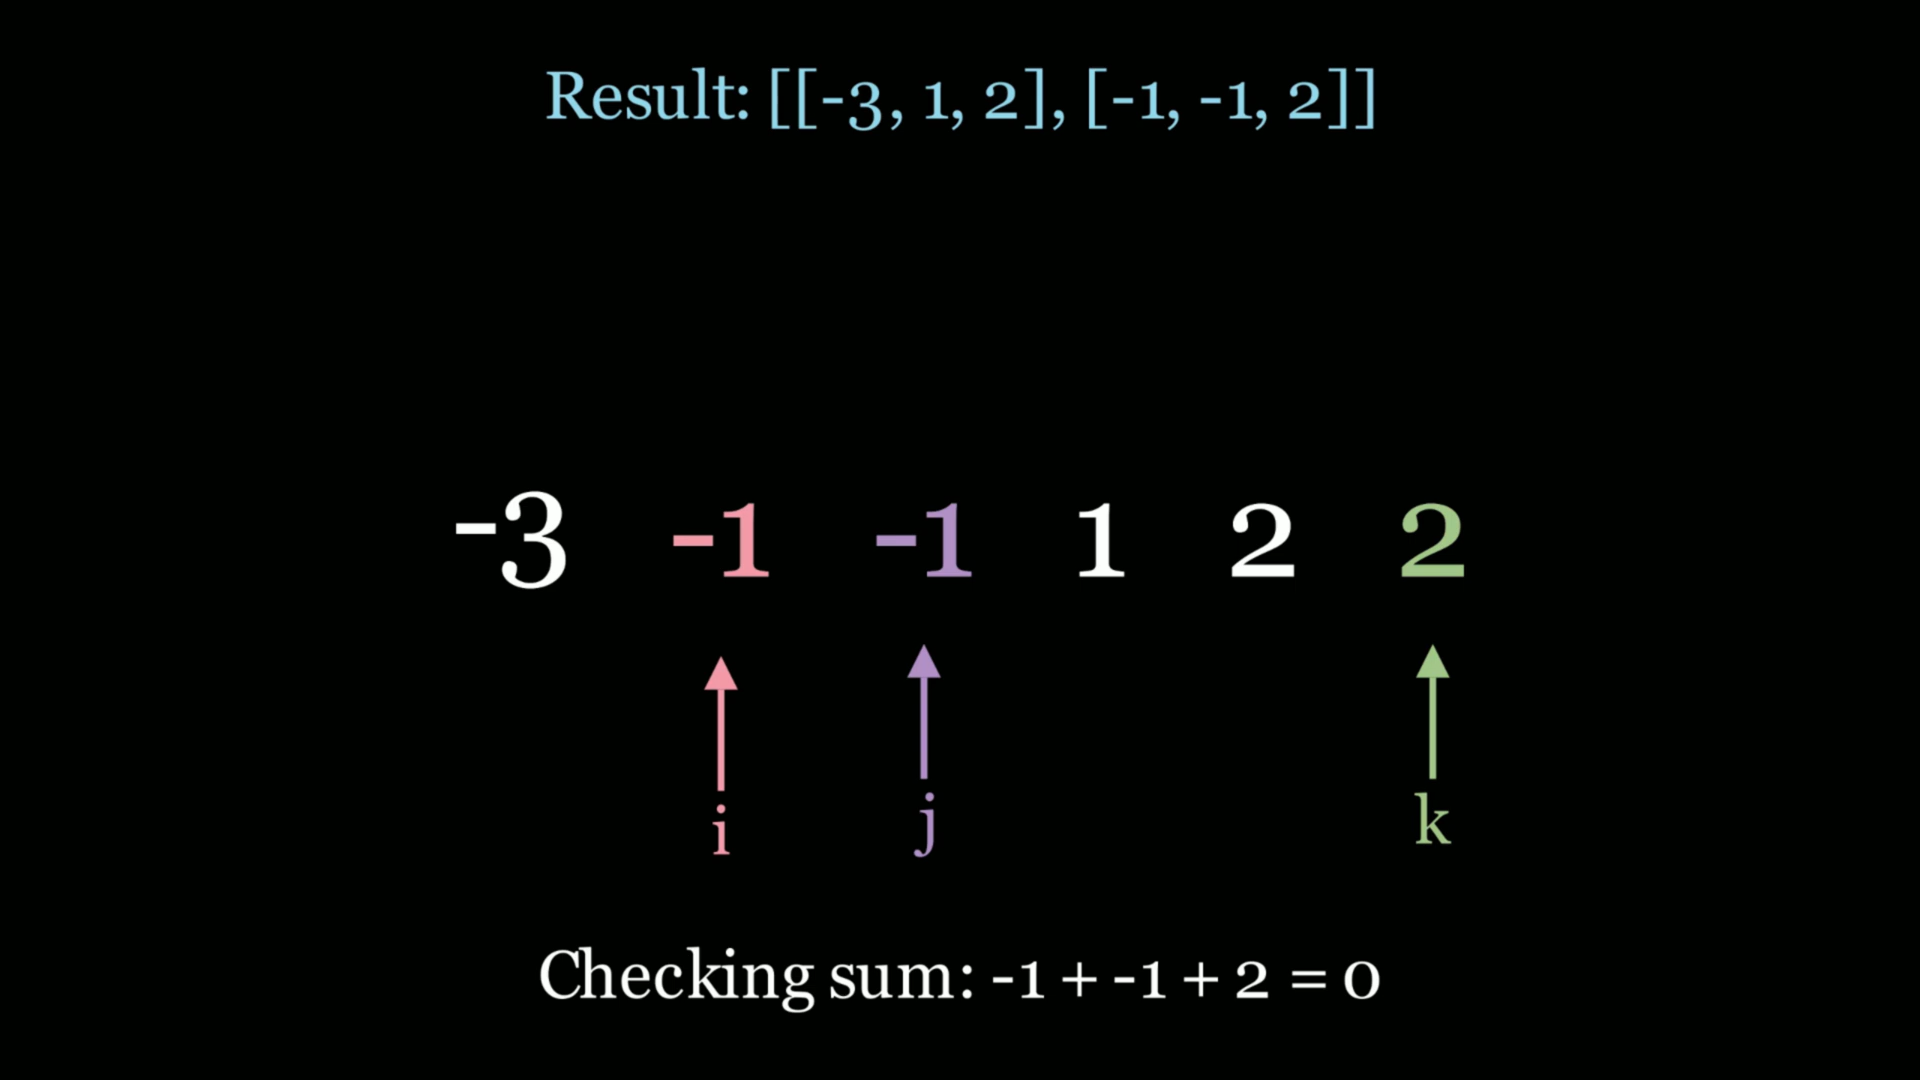 Result: [[-3, 1, 2], [-1, -1, 2]]
-3 -1 -1 1 2 2
i j k
Checking sum: -1 + -1 + 2 = 0